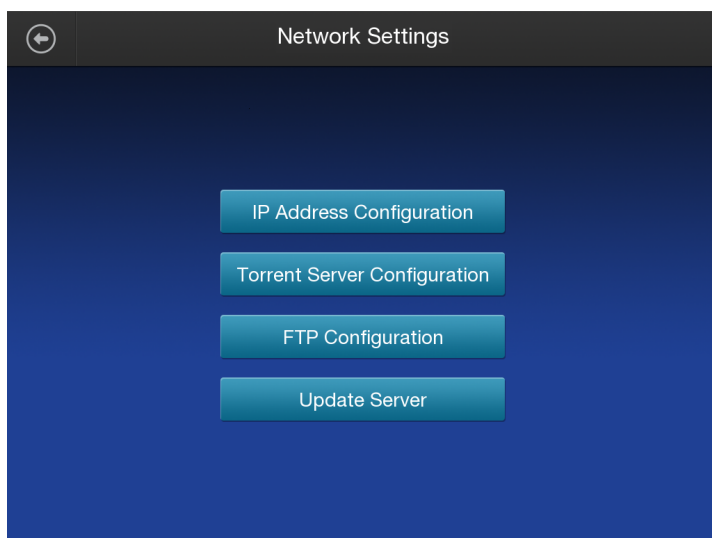 Network Settings
IP Address Configuration
Torrent Server Configuration
FTP Configuration
Update Server